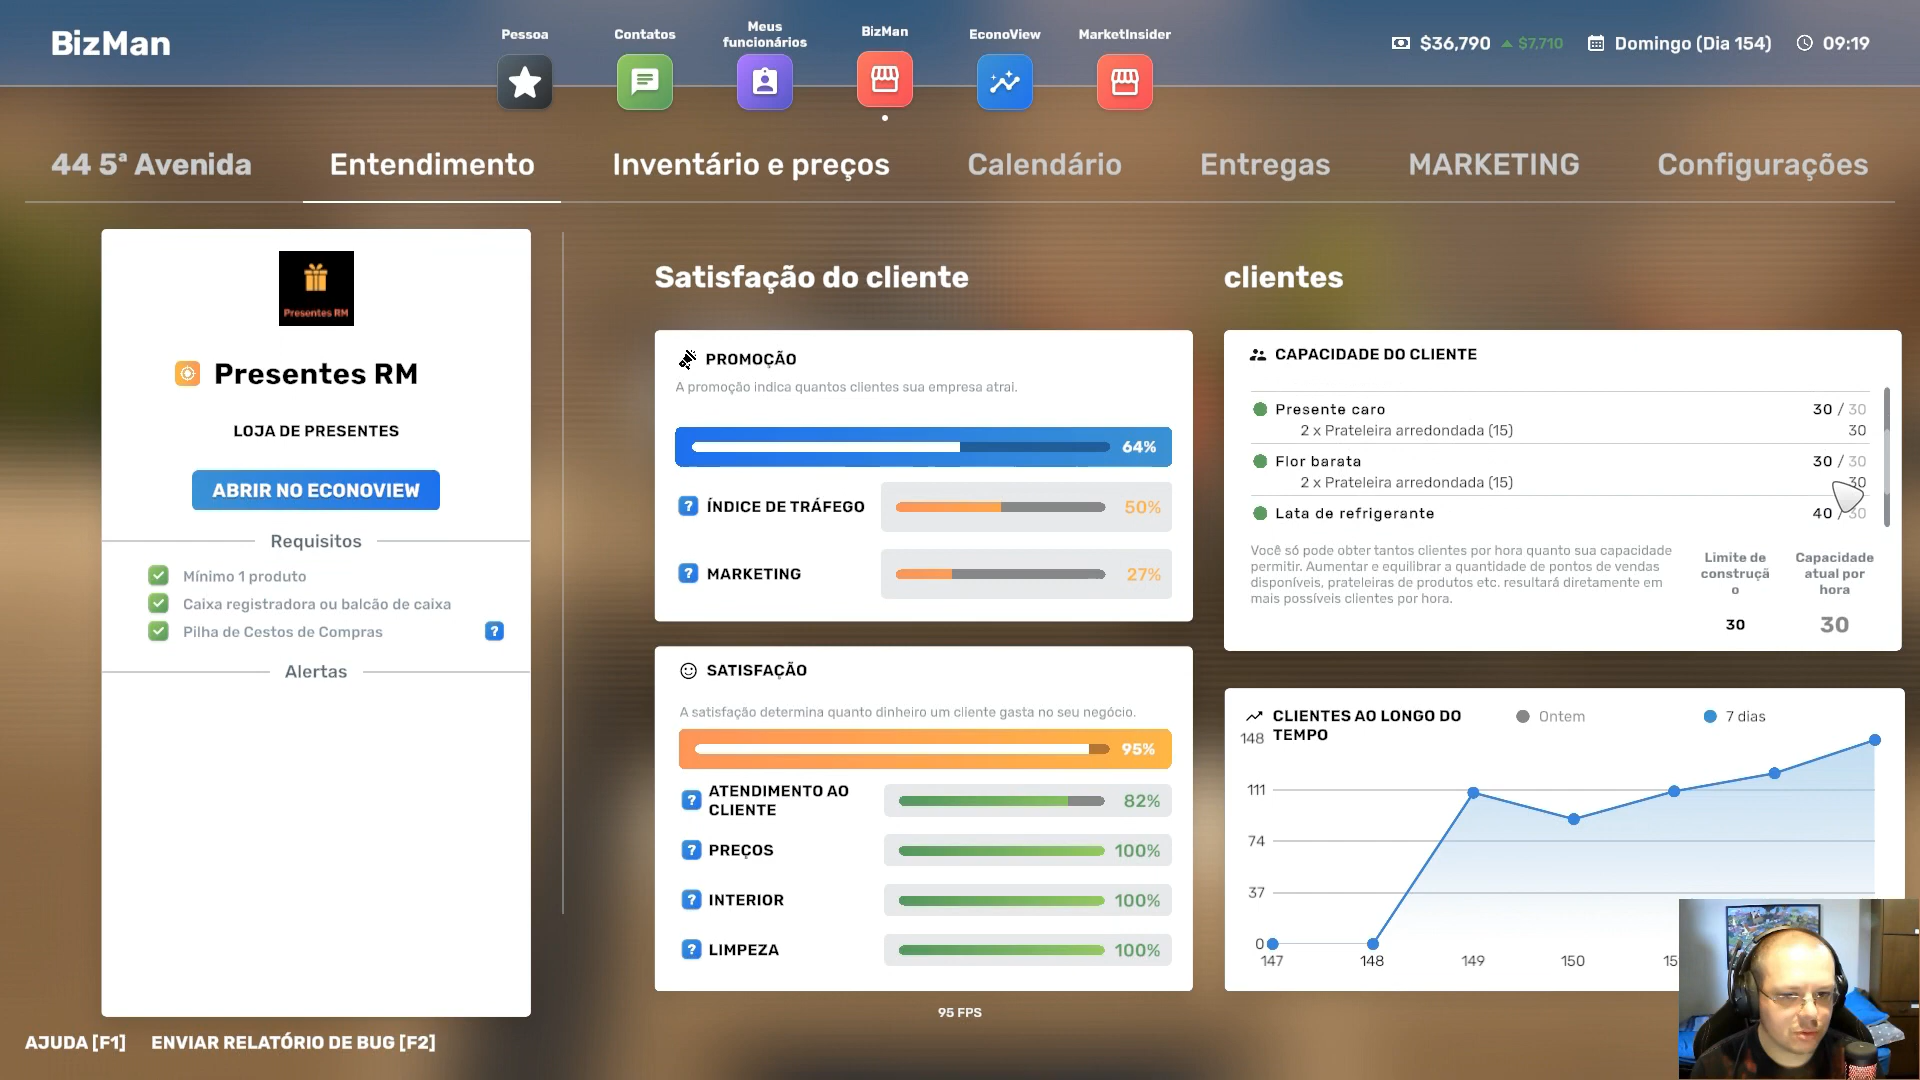 BizMan
Pessoa
Contatos
Meus
funcionários
BizMan
EconoView
MarketInsider
$36,790
$7,710
Domingo (Dia 154)
09:19
44 5ª Avenida
Entendimento
Inventário e preços
Calendário
Entregas
MARKETING
Configurações
Presentes RM
Presentes RM
LOJA DE PRESENTES
ABRIR NO ECONOVIEW
Requisitos
Mínimo 1 produto
Caixa registradora ou balcão de caixa
Pilha de Cestos de Compras
?
Alertas
Satisfação do cliente
PROMOÇÃO
A promoção indica quantos clientes sua empresa atrai.
64%
? ÍNDICE DE TRÁFEGO
50%
? MARKETING
27%
SATISFAÇÃO
A satisfação determina quanto dinheiro um cliente gasta no seu negócio.
95%
? ATENDIMENTO AO
CLIENTE
82%
? PREÇOS
100%
? INTERIOR
100%
? LIMPEZA
100%
clientes
CAPACIDADE DO CLIENTE
Presente caro
30 / 30
2 x Prateleira arredondada (15)
30
Flor barata
30 / 30
2 x Prateleira arredondada (15)
30
Lata de refrigerante
40 / 30
Você só pode obter tantos clientes por hora quanto sua capacidade
permitir. Aumentar e equilibrar a quantidade de pontos de vendas
disponíveis, prateleiras de produtos etc. resultará diretamente em
mais possíveis clientes por hora.
Limite de
construçã
o
30
Capacidade
atual por
hora
30
CLIENTES AO LONGO DO
TEMPO
Ontem
7 dias
148
111
74
37
0
147
148
149
150
15
95 FPS
AJUDA [F1]
ENVIAR RELATÓRIO DE BUG [F2]